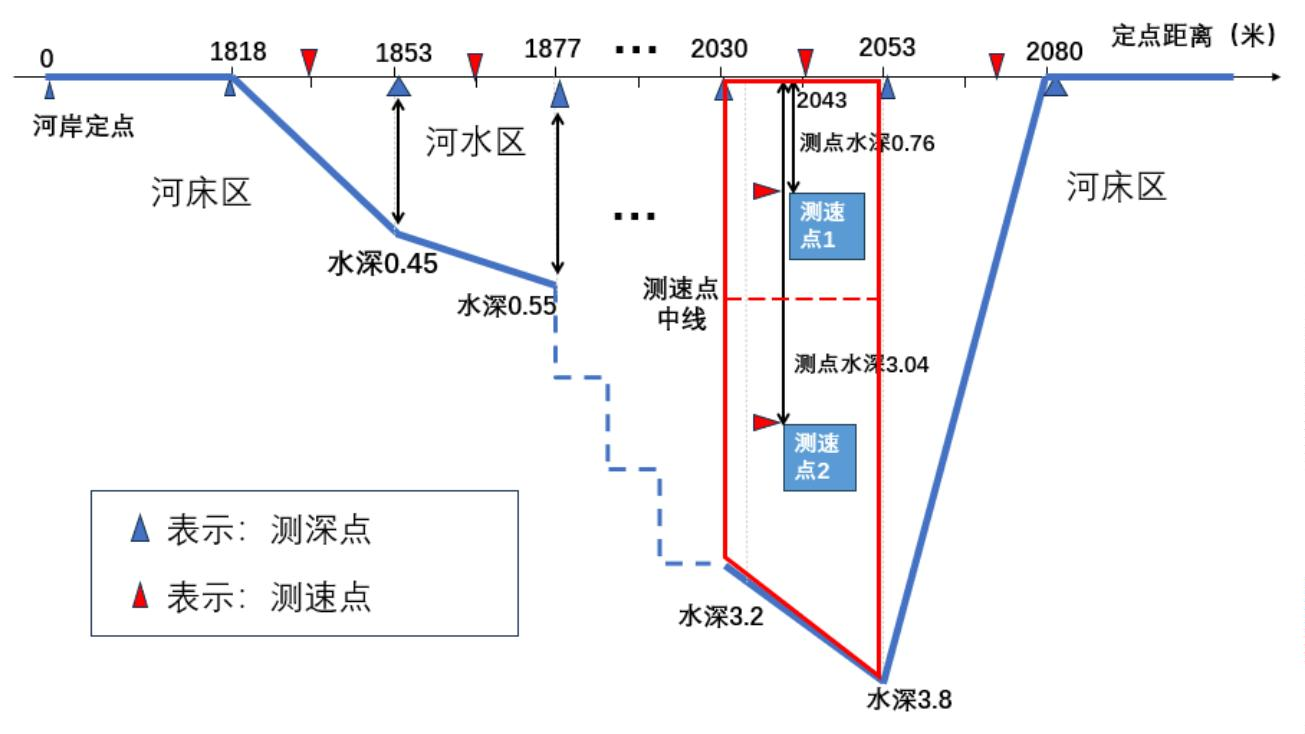 0
1818
1853
1877
...
2030
2053
2080
定点距离（米）
河岸定点
河床区
河水区
2043
测点水深0.76
测速
点1
河床区
...
水深0.45
水深0.55
测速点
中线
测点水深3.04
测速
点2
表示：测深点
表示：测速点
水深3.2
水深3.8